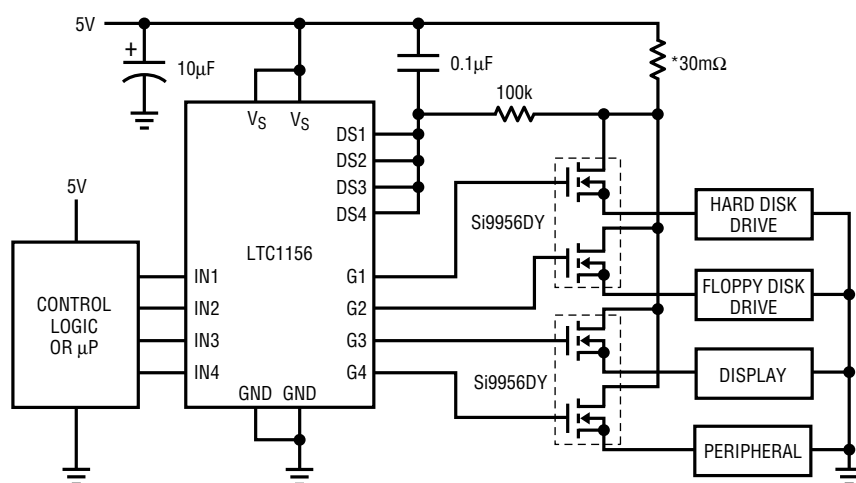 5V
+
10µF
0.1µF
*30mΩ
100k
VS
VS
DS1
DS2
DS3
DS4
5V
Si9956DY
HARD DISK
DRIVE
LTC1156
CONTROL
LOGIC
OR µP
IN1
IN2
IN3
IN4
G1
G2
G3
G4
FLOPPY DISK
DRIVE
Si9956DY
DISPLAY
GND
GND
PERIPHERAL